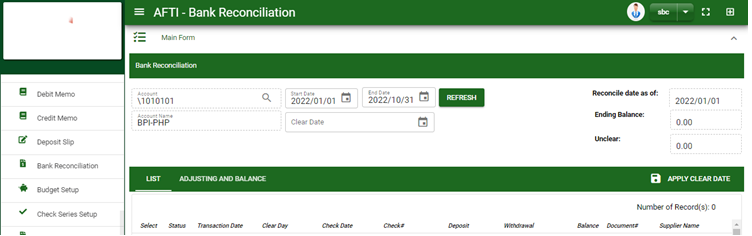 AFTI - Bank Reconciliation
sbc
Main Form
Bank Reconciliation
Debit Memo
Credit Memo
Deposit Slip
Bank Reconciliation
Budget Setup
Check Series Setup
Account
\1010101
Start Date
2022/01/01
End Date
2022/10/31
REFRESH
Account Name
BPI-PHP
Clear Date
Reconcile date as of:
2022/01/01
Ending Balance:
0.00
Unclear:
0.00
LIST ADJUSTING AND BALANCE APPLY CLEAR DATE
Number of Record(s): 0
Select Status Transaction Date Clear Day Check Date Check# Deposit Withdrawal Balance Document# Supplier Name